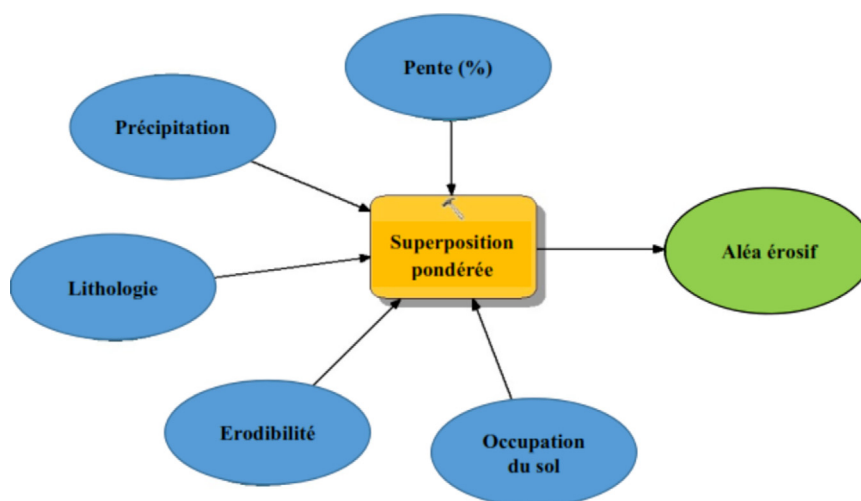 Pente (%)
Précipitation
Superposition
pondérée
Aléa érosif
Lithologie
Erodibilité
Occupation
du sol